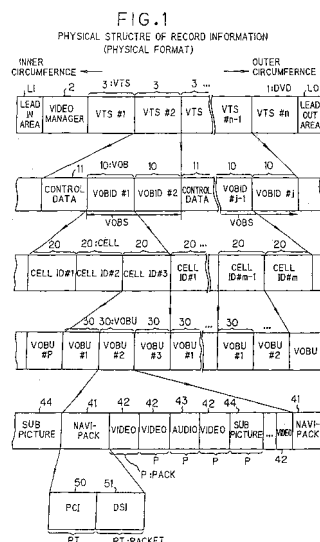 FIG.1
PHYSICAL STRUCTRE OF RECORD INFORMATION
(PHYSICAL FORMAT)
INNER CIRCUMFERNCE
OUTER CIRCUMFERNCE
LI 2 3:VTS 3 3 ... 1:DVD LO
LEAD IN AREA VIDEO MANAGER VTS #1 VTS #2 VTS VTS #n-1 VTS #n LEAD OUT AREA
11 10:VOB 10 11 10 10
CONTROL DATA VOBID #1 VOBID #2 CONTROL DATA VOBID #j-1 VOBID #j
VOBS VOBS
20 20:CELL 20 20 ... 20 20
CELL ID#1 CELL ID#2 CELL ID#3 CELL ID#1 CELL ID#m-1 CELL ID#m
30 30:VOBU 30 30 ... 30 ...
VOBU #P VOBU #1 VOBU #2 VOBU #3 VOBU #1 VOBU #1 VOBU #2 VOBU
44 41 42 42 43 42 44 41
SUB PICTURE NAVI-PACK VIDEO VIDEO AUDIO VIDEO SUB PICTURE ... VIDEO NAVI-PACK
P P P P 42
P:PACK
50 51
PCI DSI
PT PT:PACKET